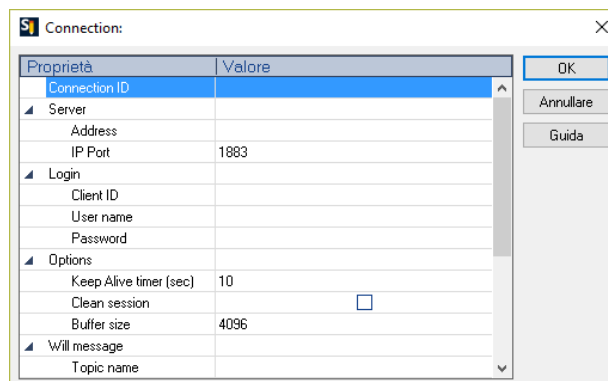 Connection:
Proprietà Valore
OK
Connection ID
Annullare
Server
Guida
Address
IP Port 1883
Login
Client ID
User name
Password
Options
Keep Alive timer (sec) 10
Clean session
Buffer size 4096
Will message
Topic name